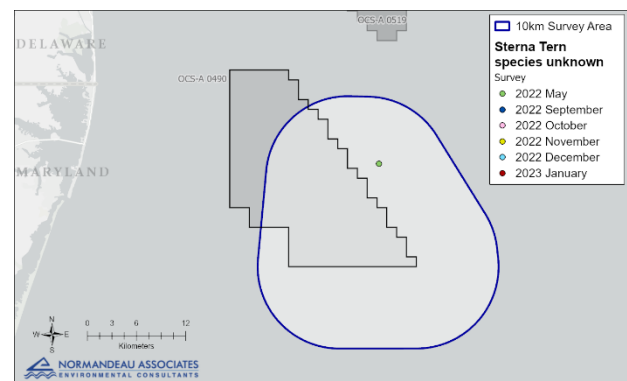 OCS-A 0519
DELAWARE
OCS-A 0490
MARYLAND
10km Survey Area
Sterna Tern
species unknown
Survey
2022 May
2022 September
2022 October
2022 November
2022 December
2023 January
N
W E
S
0 3 6 12
Kilometers
NORMANDEAU ASSOCIATES
ENVIRONMENTAL CONSULTANTS